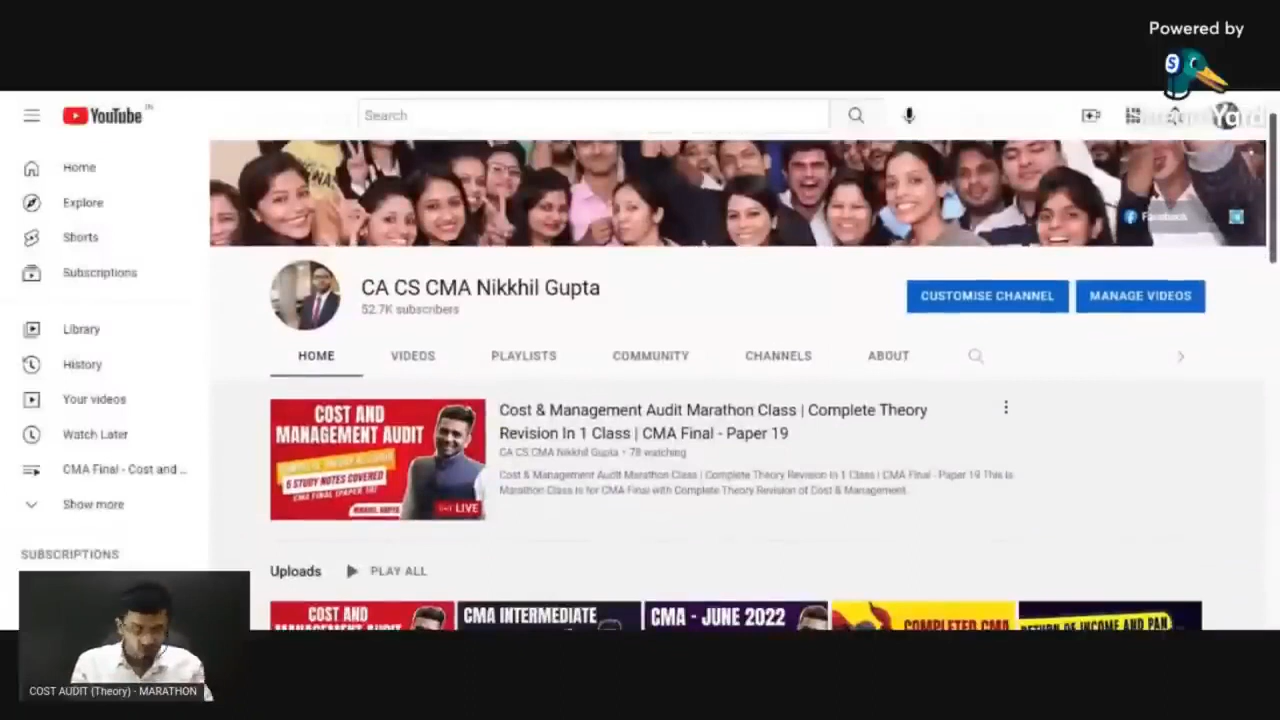 Powered by
YouTube
IN
Search
Home
Explore
Shorts
Subscriptions
Library
History
Your videos
Watch Later
CMA Final - Cost and ...
Show more
SUBSCRIPTIONS
Facebook
CA CS CMA Nikkhil Gupta
52.7K subscribers
CUSTOMISE CHANNEL
MANAGE VIDEOS
HOME
VIDEOS
PLAYLISTS
COMMUNITY
CHANNELS
ABOUT
COST AND
MANAGEMENT AUDIT
COMPLETE THEORY REVISION
6 STUDY NOTES COVERED
CMA FINAL (PAPER 19)
NIKKHIL GUPTA
LIVE
Cost & Management Audit Marathon Class | Complete Theory
Revision In 1 Class | CMA Final - Paper 19
CA CS CMA Nikkhil Gupta • 78 watching
Cost & Management Audit Marathon Class | Complete Theory Revision In 1 Class | CMA Final - Paper 19 This is
Marathon Class is for CMA Final with Complete Theory Revision of Cost & Management
Uploads
PLAY ALL
COST AND
MANAGEMENT AUDIT
CMA INTERMEDIATE
CMA - JUNE 2022
COMPLETED CMA
RETURN OF INCOME AND PAN
COST AUDIT (Theory) - MARATHON